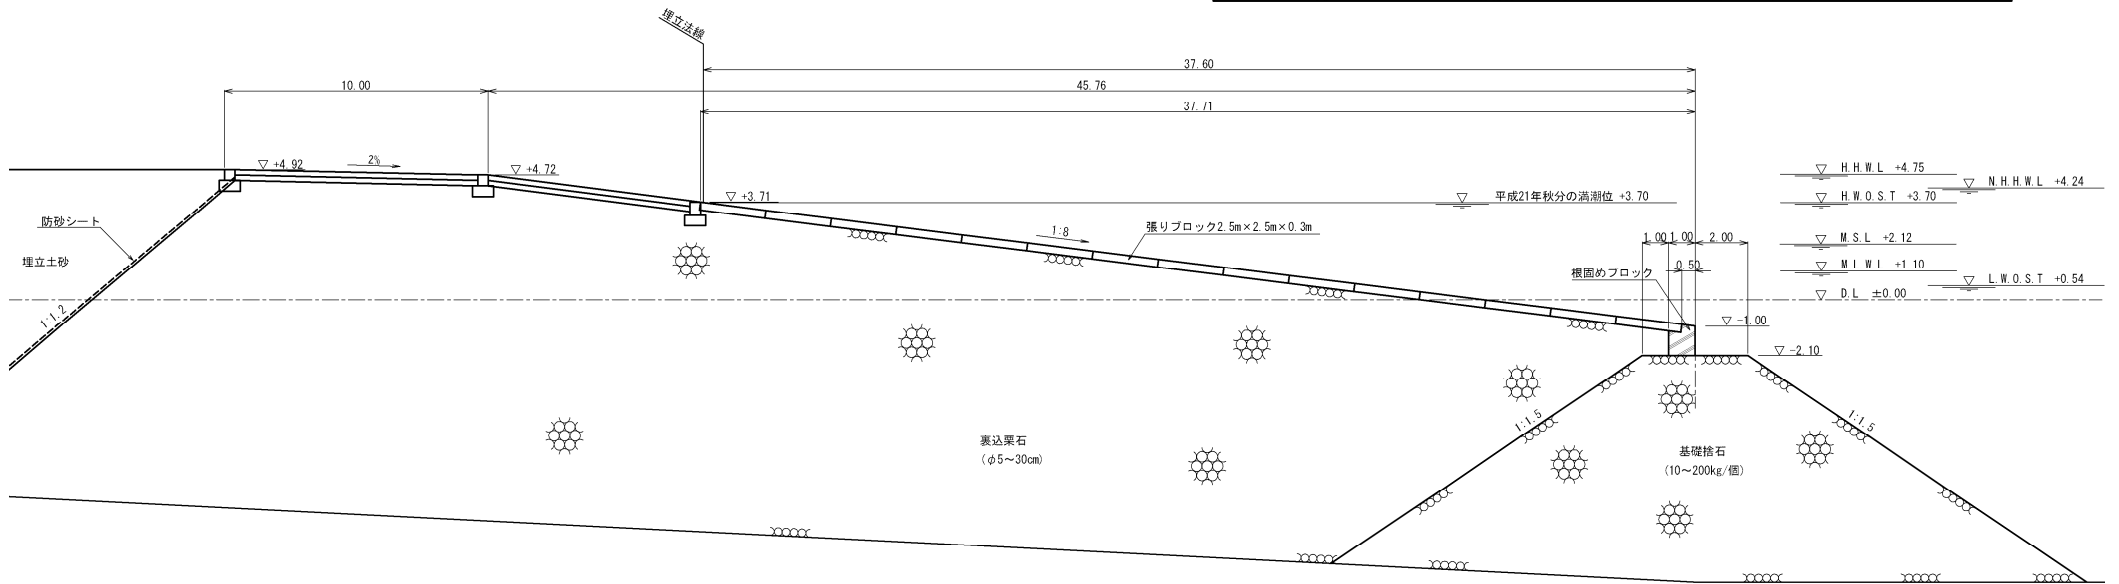 埋立法線
37.60
10.00
45.76
37.71
▽ +4.92
2%
▽ +4.72
▽ +3.71
▽ 平成21年秋分の満潮位 +3.70
▽ H.H.W.L +4.75
▽ N.H.H.W.L +4.24
▽ H.W.O.S.T +3.70
▽ M.S.L +2.12
▽ M.L.W.L +1.10
▽ L.W.O.S.T +0.54
▽ D.L ±0.00
防砂シート
埋立土砂
1:1.2
1:8
張りブロック2.5m×2.5m×0.3m
1.00
1.00
2.00
0.50
根固めブロック
▽ -1.00
▽ -2.10
1:1.5
1:1.5
裏込栗石
(φ5～30cm)
基礎捨石
(10～200kg/個)